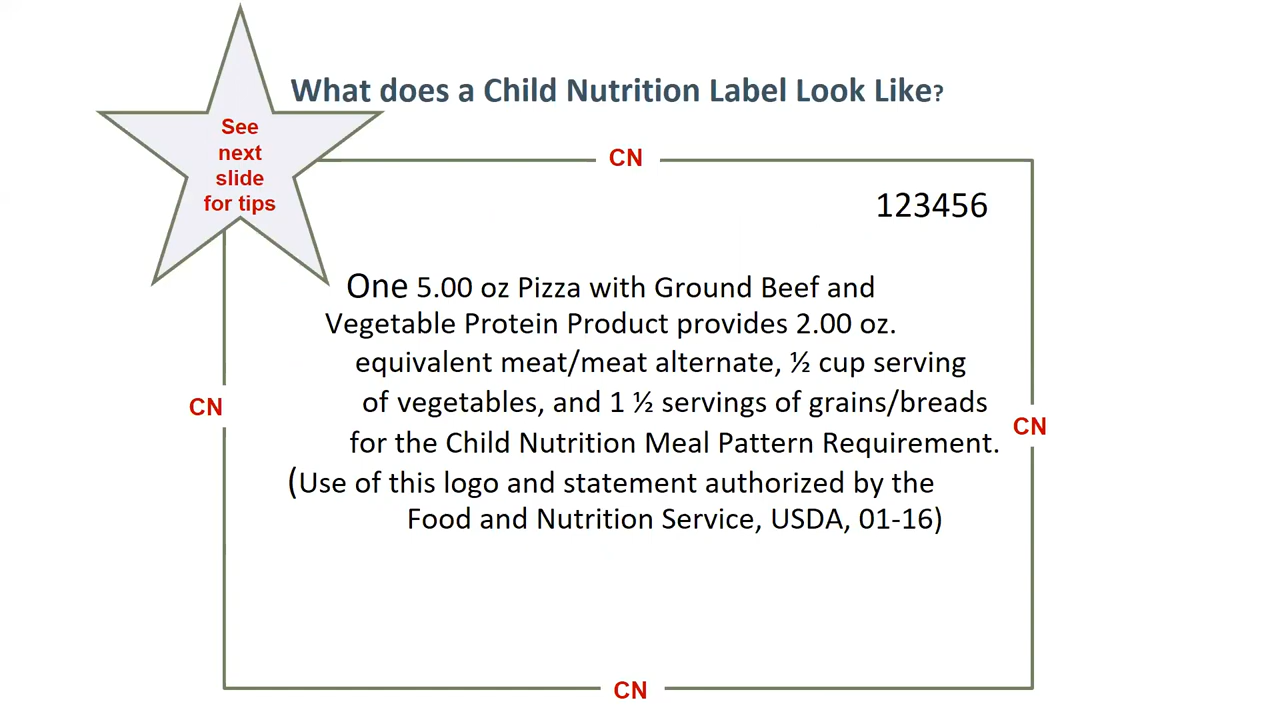 What does a Child Nutrition Label Look Like?
See
next
slide
for tips
CN
123456
One 5.00 oz Pizza with Ground Beef and
Vegetable Protein Product provides 2.00 oz.
equivalent meat/meat alternate, ½ cup serving
of vegetables, and 1 ½ servings of grains/breads
CN
CN
for the Child Nutrition Meal Pattern Requirement.
(Use of this logo and statement authorized by the
Food and Nutrition Service, USDA, 01-16)
CN